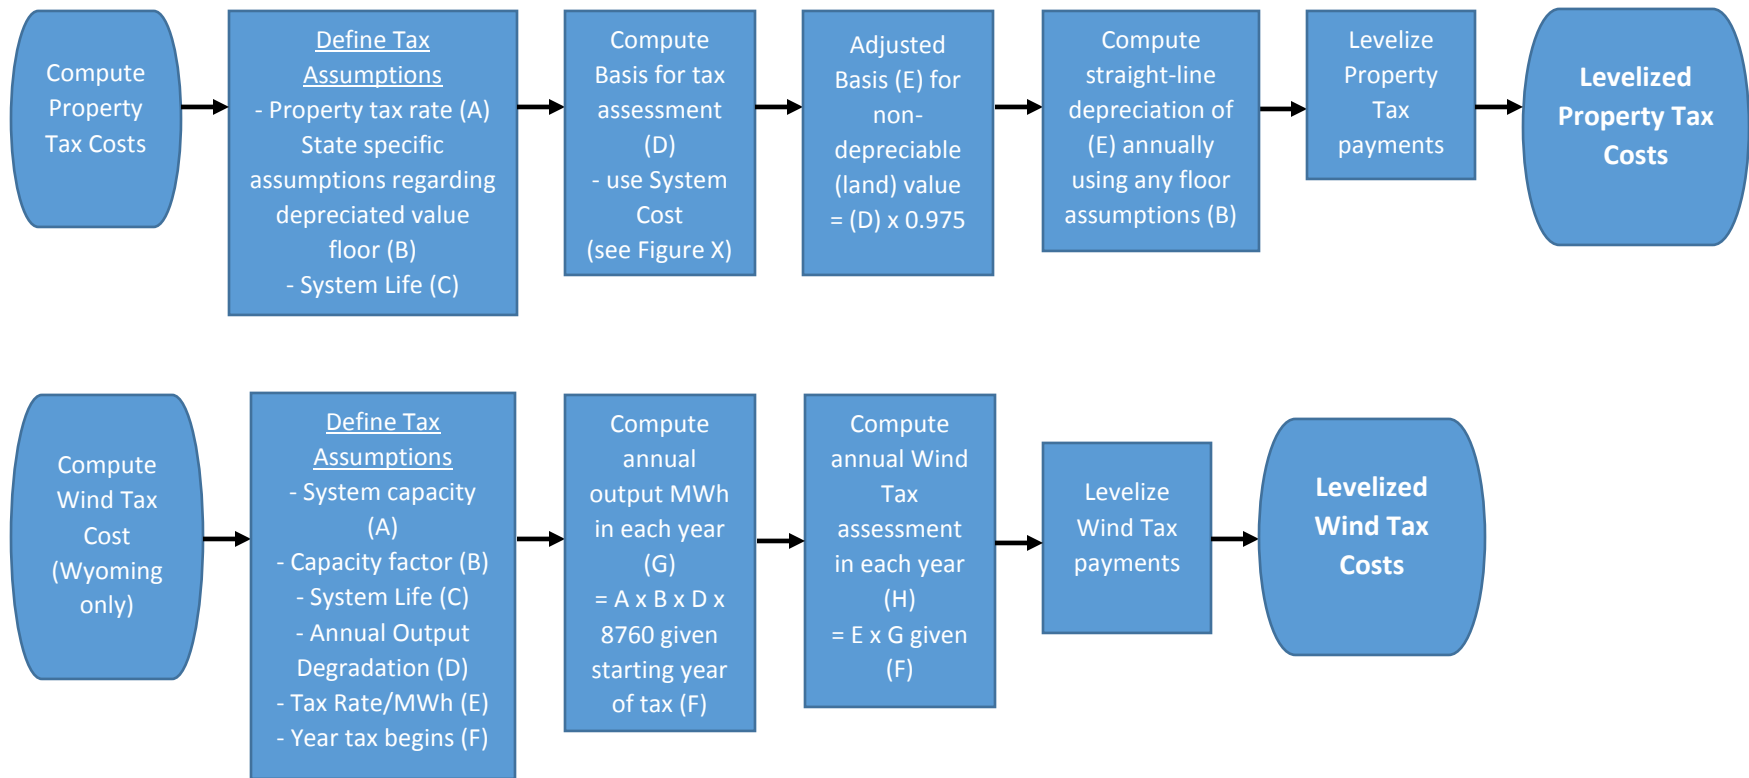 Compute
Property
Tax Costs
Define Tax
Assumptions
- Property tax rate (A)
State specific
assumptions regarding
depreciated value
floor (B)
- System Life (C)
Compute
Basis for tax
assessment
(D)
- use System
Cost
(see Figure X)
Adjusted
Basis (E) for
non-
depreciable
(land) value
= (D) x 0.975
Compute
straight-line
depreciation of
(E) annually
using any floor
assumptions (B)
Levelize
Property
Tax
payments
Levelized
Property Tax
Costs
Compute
Wind Tax
Cost
(Wyoming
only)
Define Tax
Assumptions
- System capacity
(A)
- Capacity factor (B)
- System Life (C)
- Annual Output
Degradation (D)
- Tax Rate/MWh (E)
- Year tax begins (F)
Compute
annual
output MWh
in each year
(G)
= A x B x D x
8760 given
starting year
of tax (F)
Compute
annual Wind
Tax
assessment
in each year
(H)
= E x G given
(F)
Levelize
Wind Tax
payments
Levelized
Wind Tax
Costs